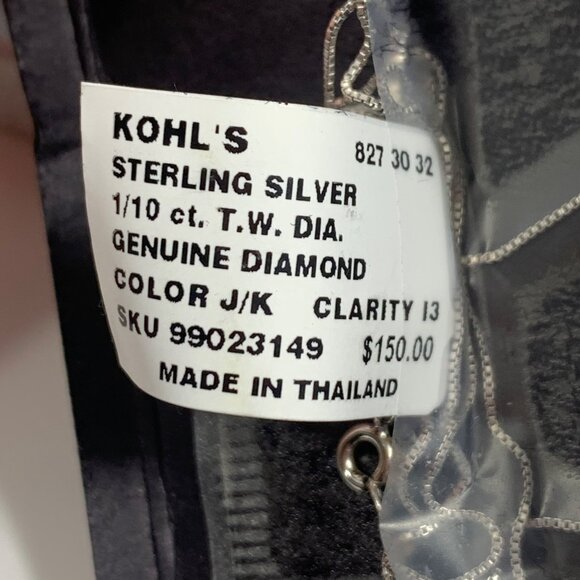 KOHL'S 827 30 32
STERLING SILVER
1/10 ct. T.W. DIA.
GENUINE DIAMOND
COLOR J/K CLARITY I3
SKU 99023149 $150.00
MADE IN THAILAND